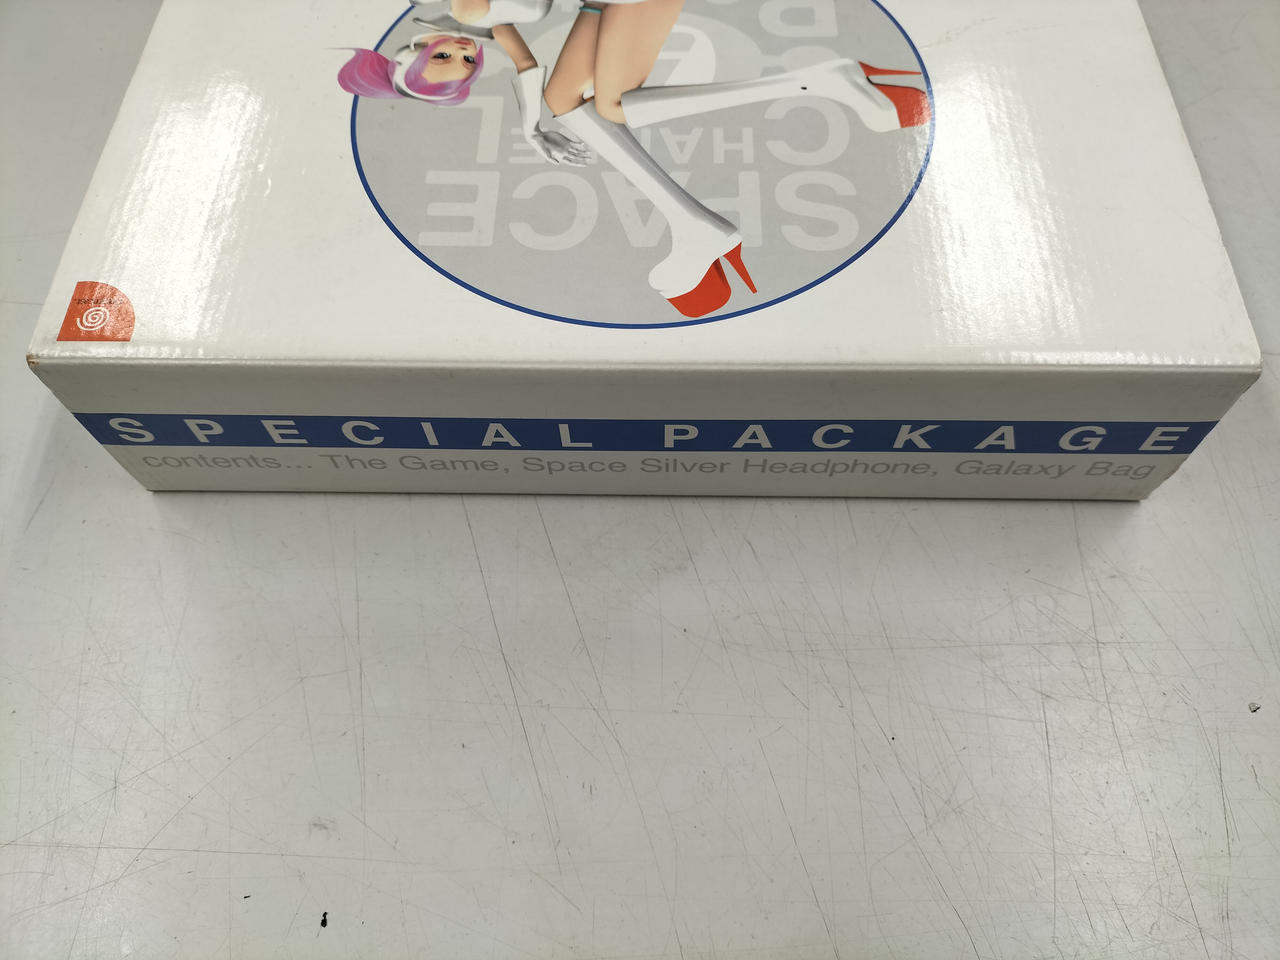 SPACE
CHANNEL
5
SPECIAL PACKAGE
contents... The Game, Space Silver Headphone, Galaxy Bag